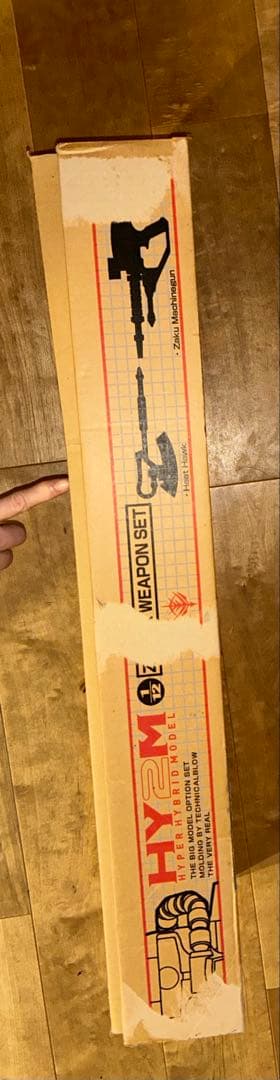 HY2M
HYPER HYBRID MODEL
THE BIG MODEL OPTION SET
MOLDING BY TECHNICALBLOW
THE VERY REAL
1/12
WEAPON SET
· Heat Hawk
· Zaku Machinegun